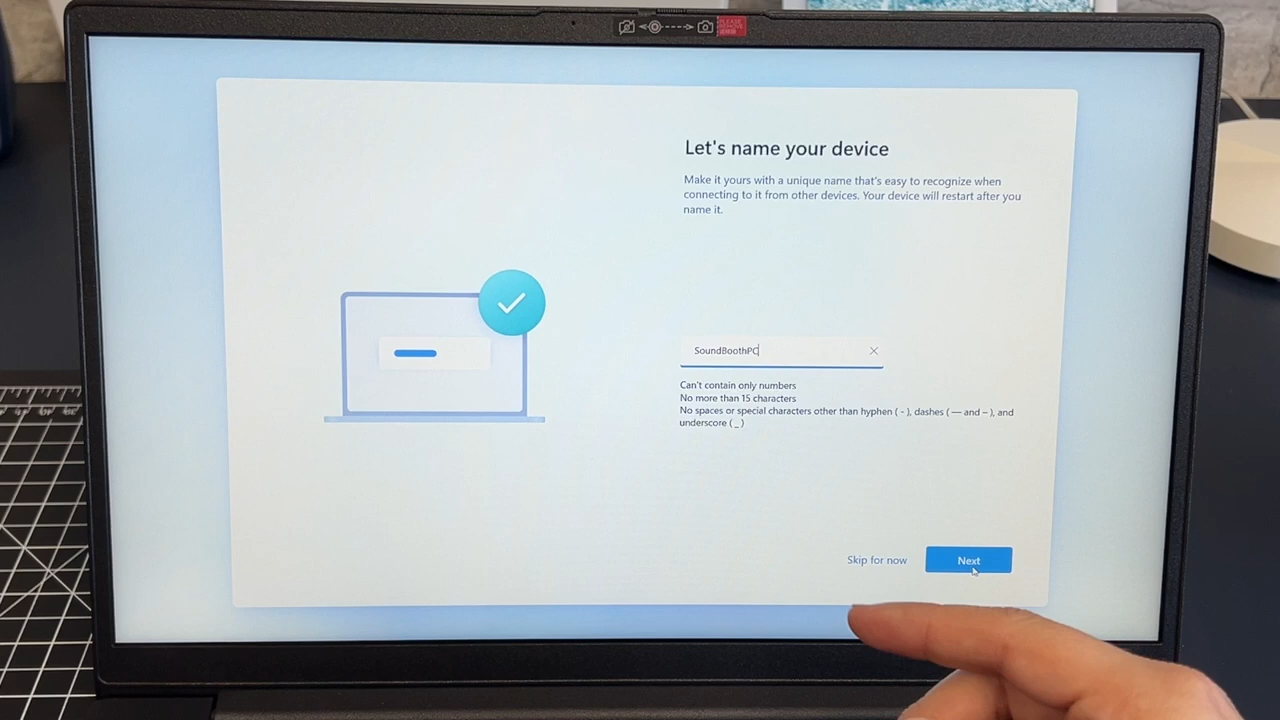 PLEASE
REMOVE
Let's name your device
Make it yours with a unique name that's easy to recognize when
connecting to it from other devices. Your device will restart after you
name it.
SoundBoothPC
Can't contain only numbers
No more than 15 characters
No spaces or special characters other than hyphen ( - ), dashes ( — and – ), and
underscore ( _ )
Skip for now
Next